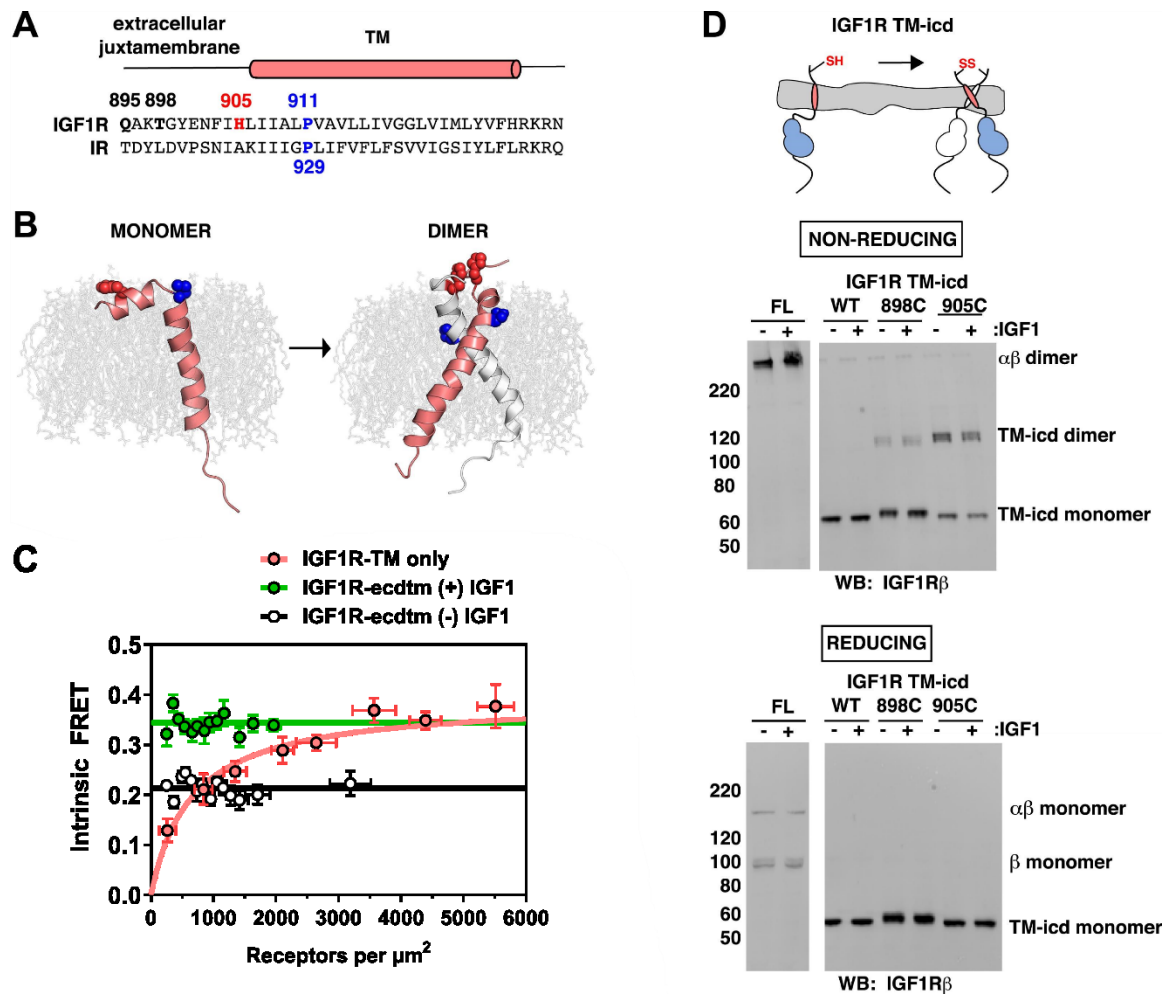 A
extracellular
juxtamembrane
TM
895 898 905 911
IGF1R QAKTGYENFIHLIIALPVAVLLIVGGLVIMLYVFHRKRN
IR TDYLDVPSNIAKIIIGPLIFVFLFSVVIGSIYLFLRKRQ
929
B
MONOMER DIMER
C
IGF1R-TM only
IGF1R-ecdtm (+) IGF1
IGF1R-ecdtm (-) IGF1
Intrinsic FRET
0.5
0.4
0.3
0.2
0.1
0.0
0 1000 2000 3000 4000 5000 6000
Receptors per μm²
D
IGF1R TM-icd
SH SS
NON-REDUCING
IGF1R TM-icd
FL WT 898C 905C
- + - + - + - + :IGF1
αβ dimer
220
120 TM-icd dimer
100
80
60 TM-icd monomer
50
WB: IGF1Rβ
REDUCING
IGF1R TM-icd
FL WT 898C 905C
- + - + - + - + :IGF1
220
αβ monomer
120
100 β monomer
80
60 TM-icd monomer
50
WB: IGF1Rβ